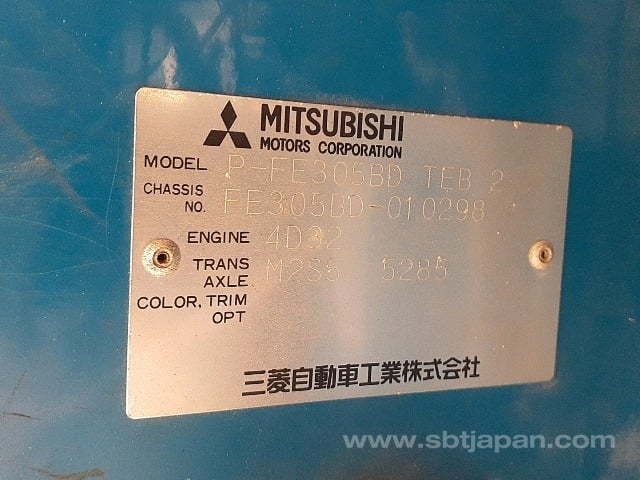 MITSUBISHI
MOTORS CORPORATION
MODEL P-FE305BD TEB 2
CHASSIS NO. FE305BD-010298
ENGINE 4D32
TRANS AXLE M2S5 5285
COLOR, TRIM OPT
三菱自動車工業株式会社
www.sbtjapan.com